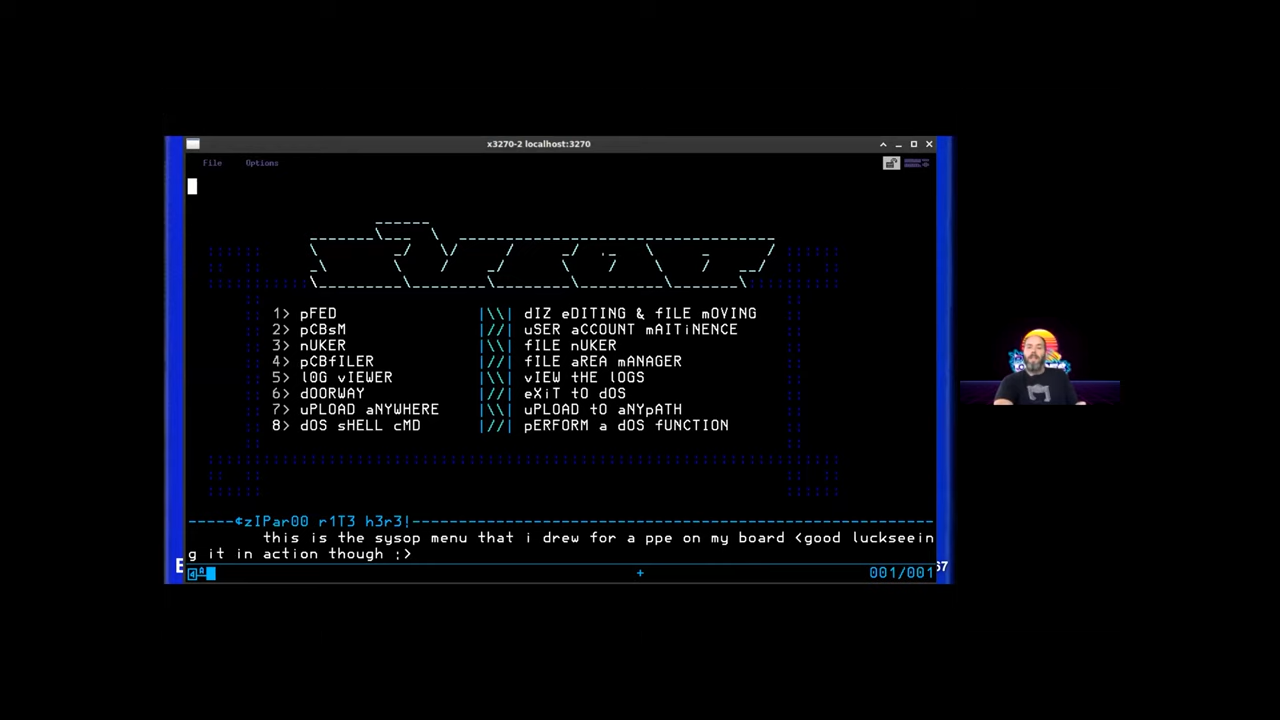 x3270-2 localhost:3270
File Options
1> pFED |\\| dIZ eDITING & fILE mOVING
2> pCBsM |//| uSER aCCOUNT mAITiNENCE
3> nUKER |\\| fILE nUKER
4> pCBfILER |//| fILE aREA mANAGER
5> lOG vIEWER |\\| vIEW tHE lOGS
6> dOORWAY |//| eXiT tO dOS
7> uPLOAD aNYWHERE |\\| uPLOAD tO aNYpATH
8> dOS sHELL cMD |//| pERFORM a dOS fUNCTION
-----¢zIPar00 r1T3 h3r3!---------------------------------------------------------
this is the sysop menu that i drew for a ppe on my board <good luckseein
g it in action though :>
001/001
E
67